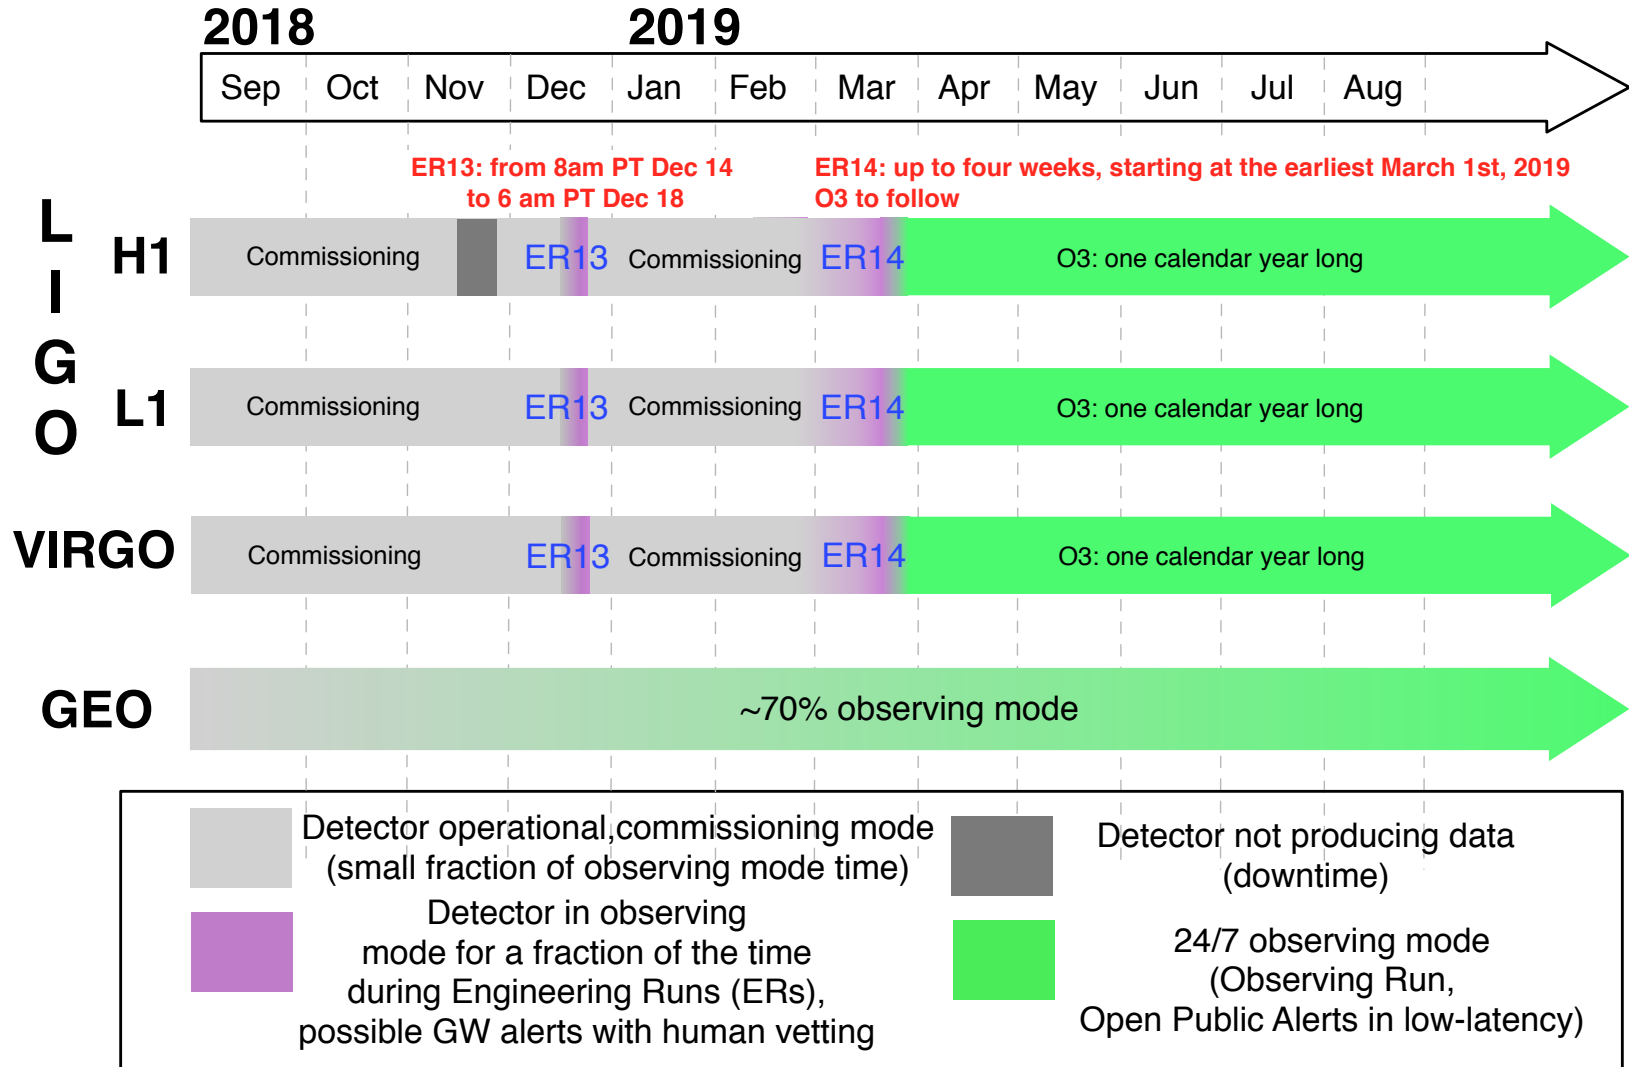 2018 2019
Sep Oct Nov Dec Jan Feb Mar Apr May Jun Jul Aug
ER13: from 8am PT Dec 14
to 6 am PT Dec 18
ER14: up to four weeks, starting at the earliest March 1st, 2019
O3 to follow
L
I
G
O
H1
Commissioning ER13 Commissioning ER14 O3: one calendar year long
L1
Commissioning ER13 Commissioning ER14 O3: one calendar year long
VIRGO
Commissioning ER13 Commissioning ER14 O3: one calendar year long
GEO
~70% observing mode
Detector operational,commissioning mode
(small fraction of observing mode time)
Detector not producing data
(downtime)
Detector in observing
mode for a fraction of the time
during Engineering Runs (ERs),
possible GW alerts with human vetting
24/7 observing mode
(Observing Run,
Open Public Alerts in low-latency)